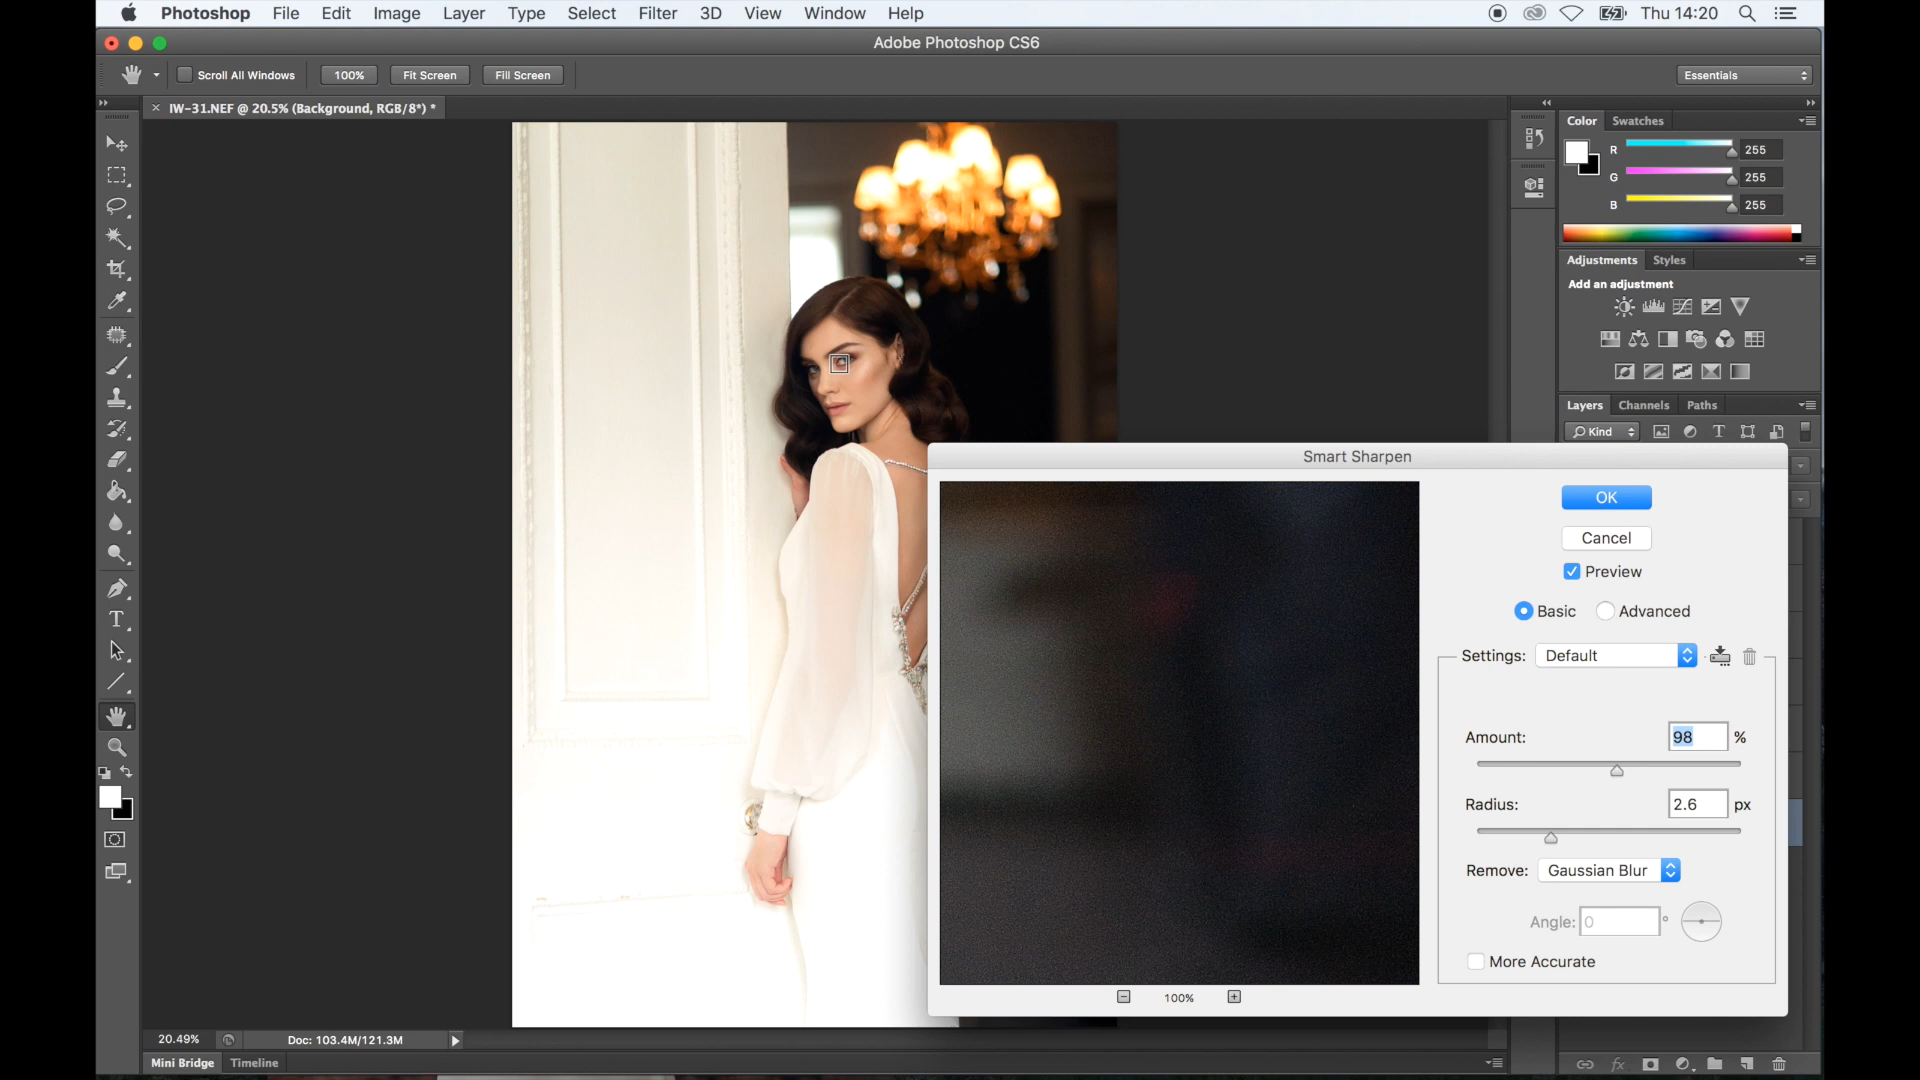 Photoshop File Edit Image Layer Type Select Filter 3D View Window Help Thu 14:20
Adobe Photoshop CS6
Scroll All Windows 100% Fit Screen Fill Screen Essentials
IW-31.NEF @ 20.5% (Background, RGB/8*) *
Color Swatches
R 255
G 255
B 255
Adjustments Styles
Add an adjustment
Layers Channels Paths
Kind
Smart Sharpen
OK
Cancel
Preview
Basic Advanced
Settings: Default
Amount: 98 %
Radius: 2.6 px
Remove: Gaussian Blur
Angle: 0 °
More Accurate
100%
20.49% Doc: 103.4M/121.3M
Mini Bridge Timeline